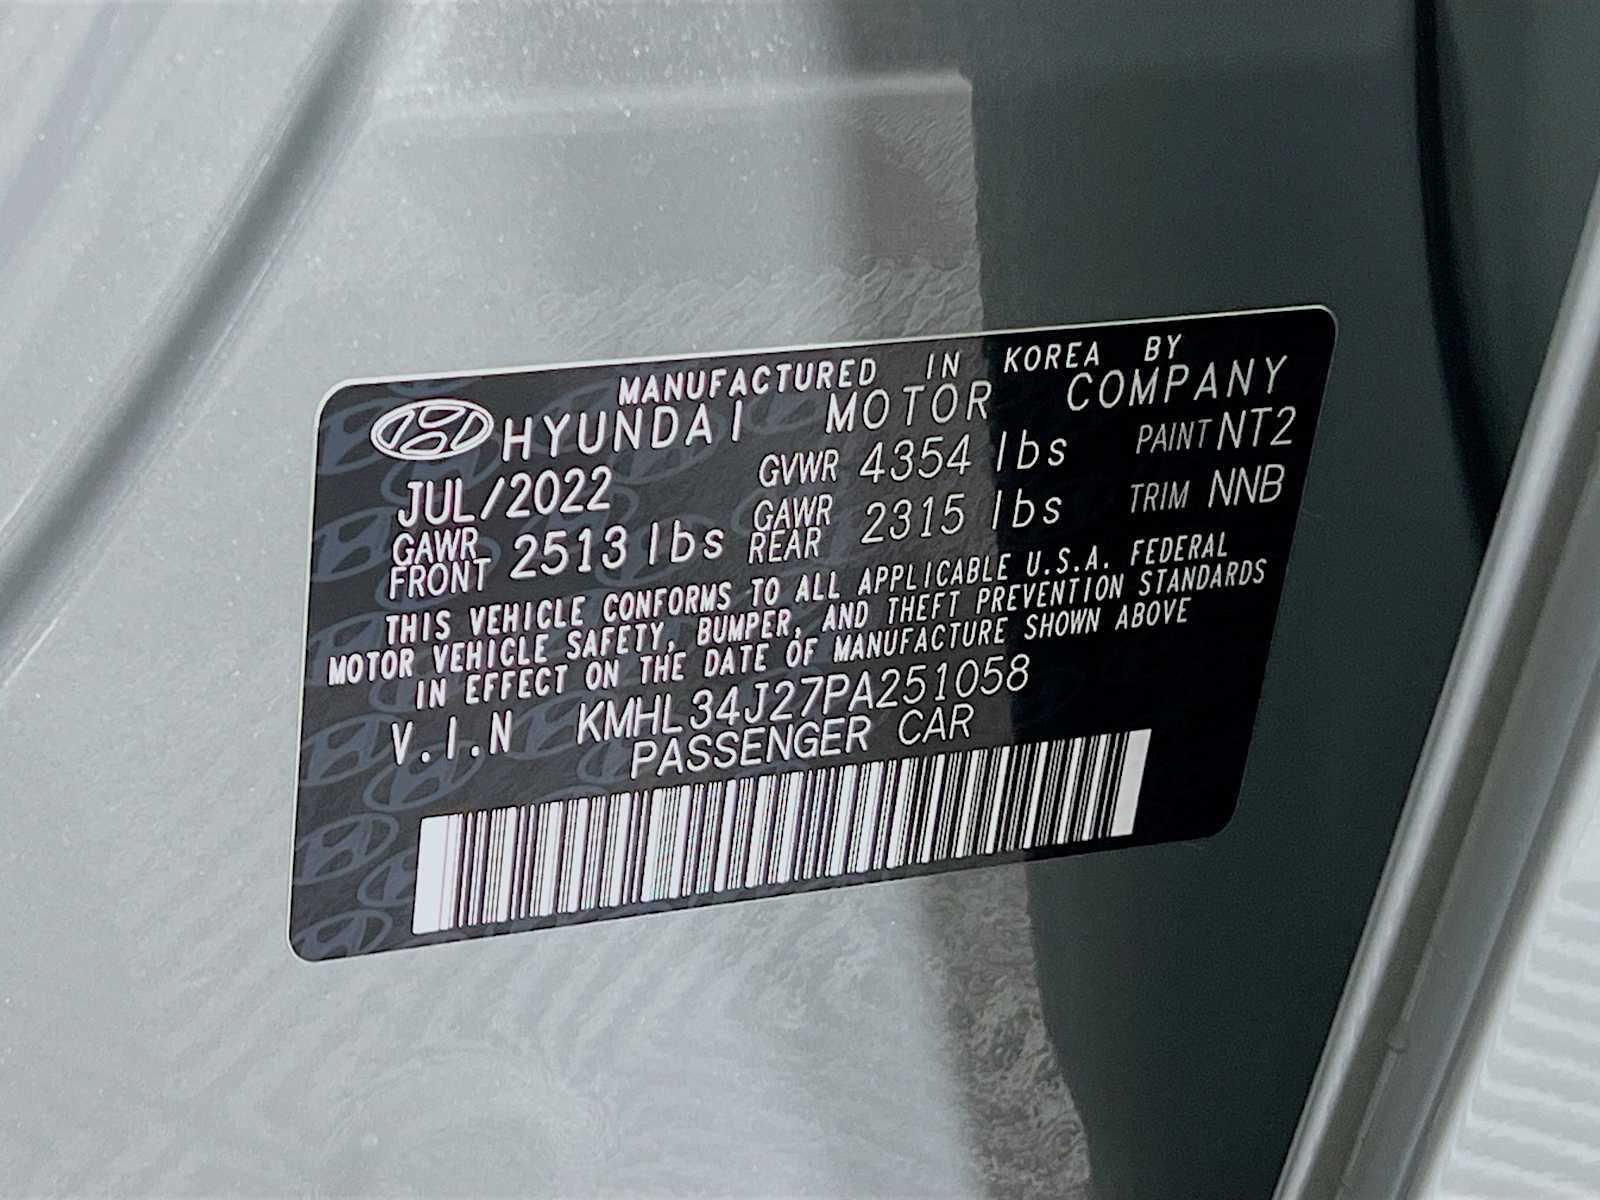 MANUFACTURED IN KOREA BY
HYUNDAI MOTOR COMPANY
JUL/2022 GVWR 4354 lbs PAINT NT2
GAWR FRONT 2513 lbs GAWR REAR 2315 lbs TRIM NNB
THIS VEHICLE CONFORMS TO ALL APPLICABLE U.S.A. FEDERAL
MOTOR VEHICLE SAFETY, BUMPER, AND THEFT PREVENTION STANDARDS
IN EFFECT ON THE DATE OF MANUFACTURE SHOWN ABOVE
V.I.N KMHL34J27PA251058
PASSENGER CAR